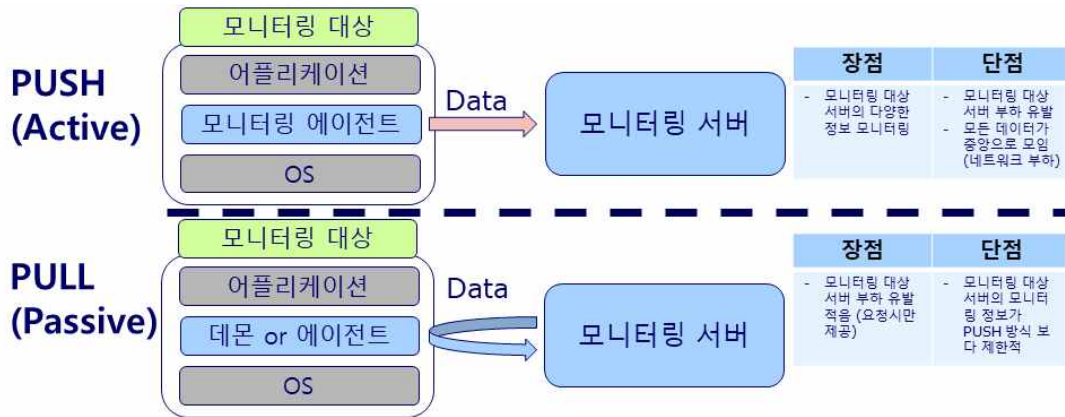 모니터링 대상
PUSH
(Active)
어플리케이션
모니터링 에이전트
OS
Data
모니터링 서버
장점
단점
- 모니터링 대상
서버의 다양한
정보 모니터링
- 모니터링 대상
서버 부하 유발
- 모든 데이터가
중앙으로 모임
(네트워크 부하)
모니터링 대상
PULL
(Passive)
어플리케이션
데몬 or 에이전트
OS
Data
모니터링 서버
장점
단점
- 모니터링 대상
서버 부하 유발
적음 (요청시만
제공)
- 모니터링 대상
서버의 모니터
링 정보가
PUSH 방식 보
다 제한적